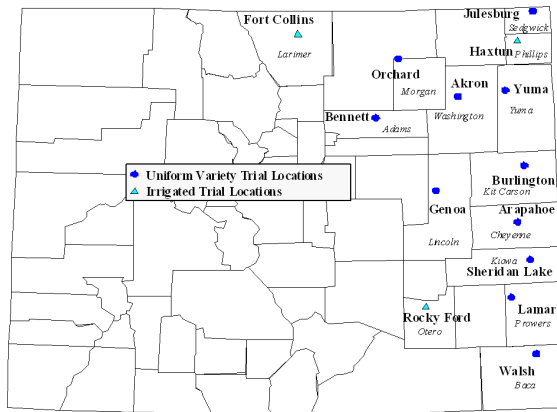 Julesburg
Sedgwick
Fort Collins
Larimer
Haxtun
Phillips
Orchard
Morgan
Akron
Washington
Yuma
Yuma
Bennett
Adams
Uniform Variety Trial Locations
Irrigated Trial Locations
Burlington
Kit Carson
Genoa
Lincoln
Arapahoe
Cheyenne
Kiowa
Sheridan Lake
Rocky Ford
Otero
Lamar
Prowers
Walsh
Baca